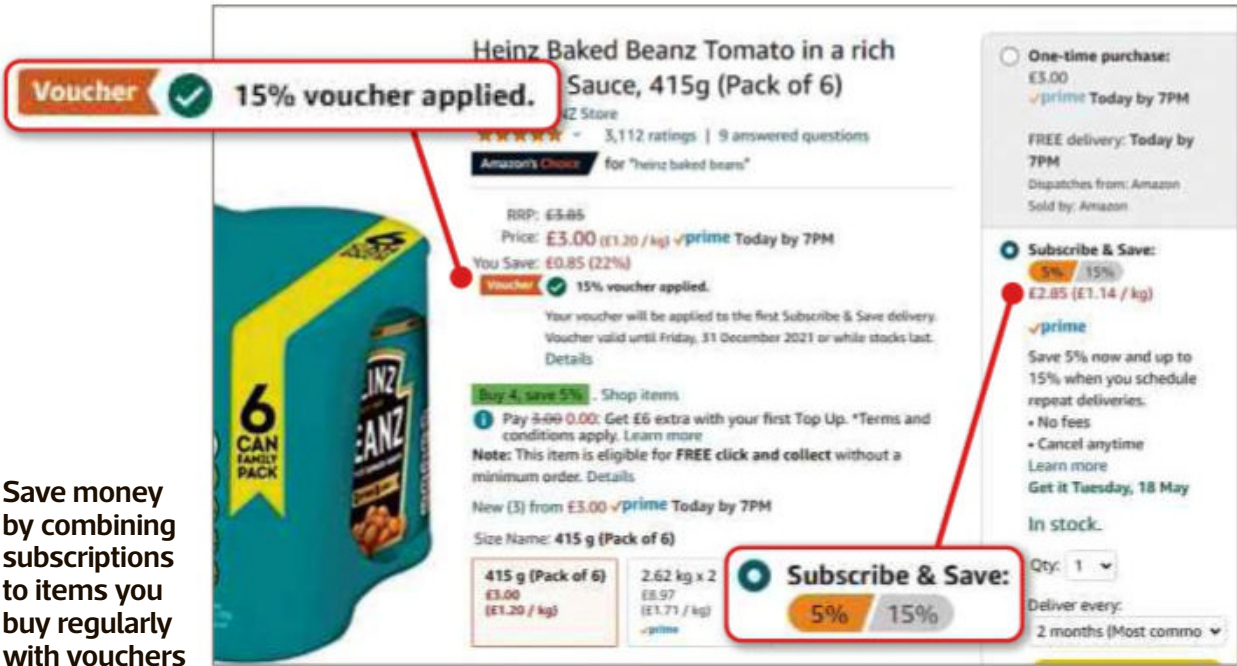 Voucher 15% voucher applied.
Heinz Baked Beanz Tomato in a rich
Sauce, 415g (Pack of 6)
NZ Store
3,112 ratings | 9 answered questions
Amazon's Choice for "heinz baked beans"
RRP: £3.85
Price: £3.00 (£1.20 / kg) prime Today by 7PM
You Save: £0.85 (22%)
Voucher 15% voucher applied.
Your voucher will be applied to the first Subscribe & Save delivery.
Voucher valid until Friday, 31 December 2021 or while stocks last.
Details
Buy 4, save 5% . Shop items
Pay 3.00 0.00: Get £6 extra with your first Top Up. *Terms and
conditions apply. Learn more
Note: This item is eligible for FREE click and collect without a
minimum order. Details
New (3) from £3.00 prime Today by 7PM
Size Name: 415 g (Pack of 6)
415 g (Pack of 6)
£3.00
(£1.20 / kg)
2.62 kg x 2
£8.97
(£1.71 / kg)
prime
6
CAN
FAMILY
PACK
6
EINZ
EANZ
One-time purchase:
£3.00
prime Today by 7PM
FREE delivery: Today by
7PM
Dispatches from: Amazon
Sold by: Amazon
Subscribe & Save:
5% 15%
£2.85 (£1.14 / kg)
prime
Save 5% now and up to
15% when you schedule
repeat deliveries.
• No fees
• Cancel anytime
Learn more
Get it Tuesday, 18 May
In stock.
Qty: 1
Deliver every:
2 months (Most commo
Subscribe & Save:
5% 15%
Save money
by combining
subscriptions
to items you
buy regularly
with vouchers